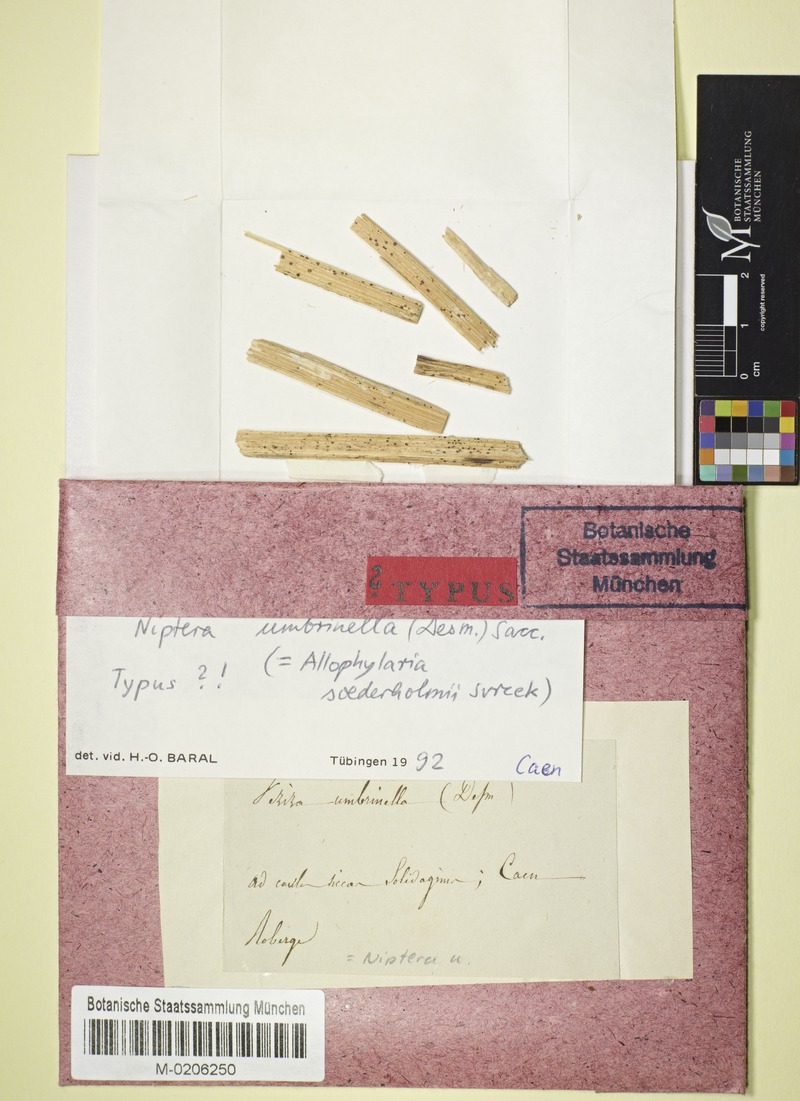 BOTANISCHE
STAATSSAMMLUNG
MÜNCHEN
copyright reserved
0 1 2
cm
Botanische
Staatssammlung
München
? TYPUS
Niptera umbrinella (Desm.) Sacc.
(= Allophylaria
Typus ?!
soederholmii Svrcek)
det. vid. H.-O. BARAL
Tübingen 19 92
Caen
Peziza umbrinella (Desm)
ad caules siccos Solidaginis; Caen
Roberge
= Niptera u.
Botanische Staatssammlung München
M-0206250